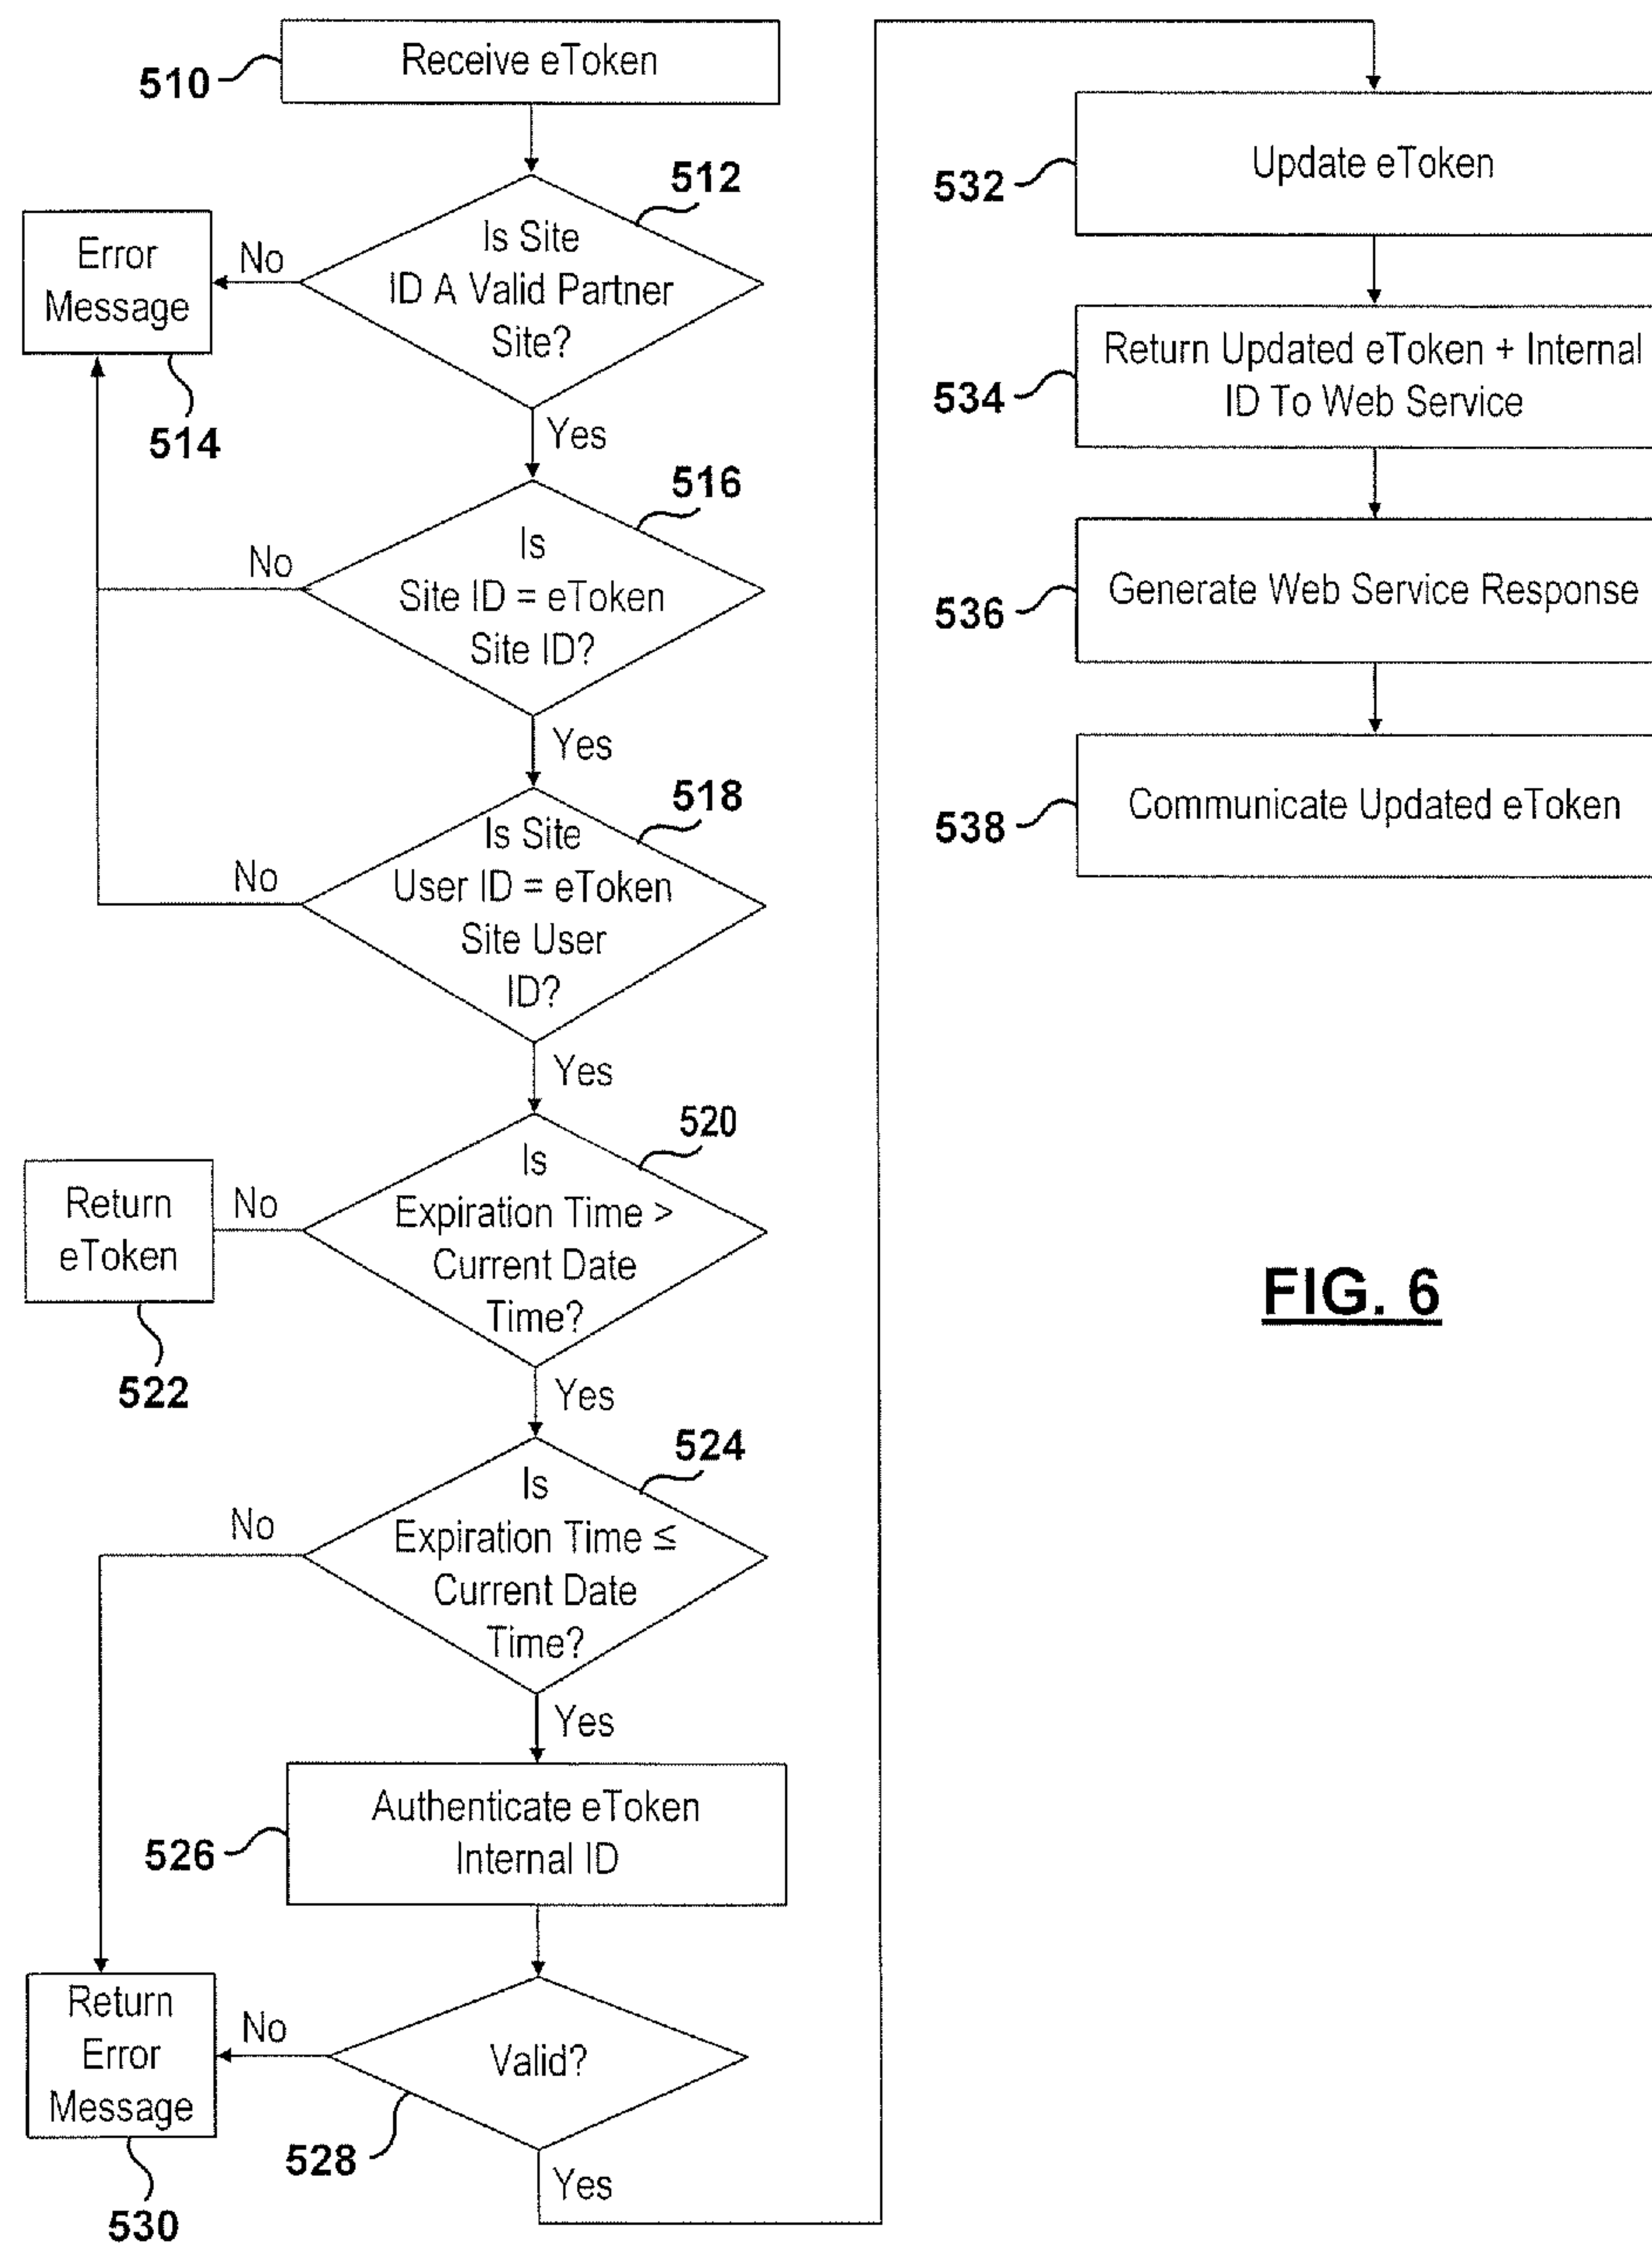 Receive eToken
510
512
Is Site
ID A Valid Partner
Site?
No
Error
Message
514
Yes
516
Is
Site ID = eToken
Site ID?
No
Yes
518
Is Site
User ID = eToken
Site User
ID?
No
Yes
520
Is
Expiration Time >
Current Date
Time?
No
Return
eToken
522
Yes
524
Is
Expiration Time ≤
Current Date
Time?
No
Yes
Authenticate eToken
Internal ID
526
Valid?
528
No
Return
Error
Message
530
Yes
Update eToken
532
Return Updated eToken + Internal
ID To Web Service
534
Generate Web Service Response
536
Communicate Updated eToken
538
FIG. 6